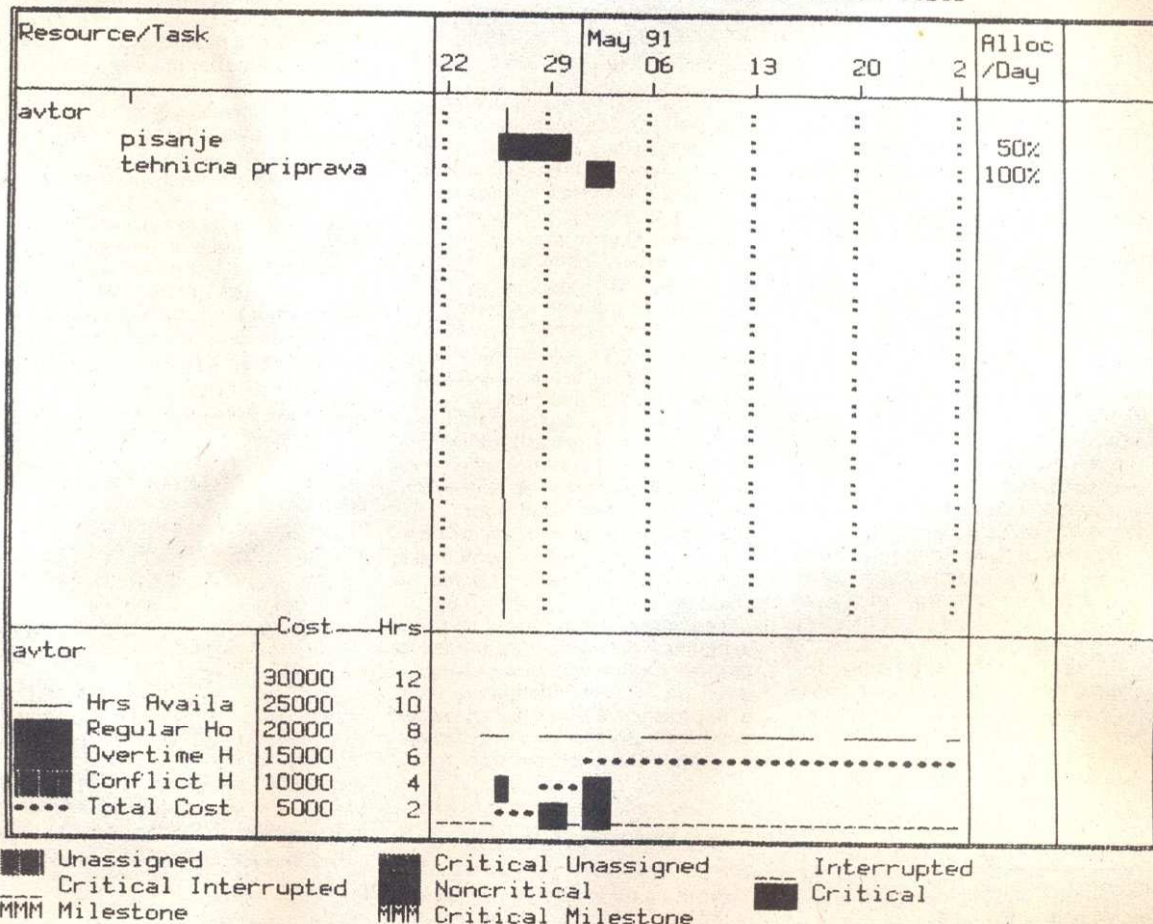 Resource/Task
May 91
Alloc
22 29 06 13 20 2 /Day
avtor
pisanje 50%
tehnicna priprava 100%
Cost Hrs
avtor
30000 12
Hrs Availa 25000 10
Regular Ho 20000 8
Overtime H 15000 6
Conflict H 10000 4
Total Cost 5000 2
Unassigned Critical Unassigned Interrupted
Critical Interrupted Noncritical Critical
MMM Milestone MMM Critical Milestone